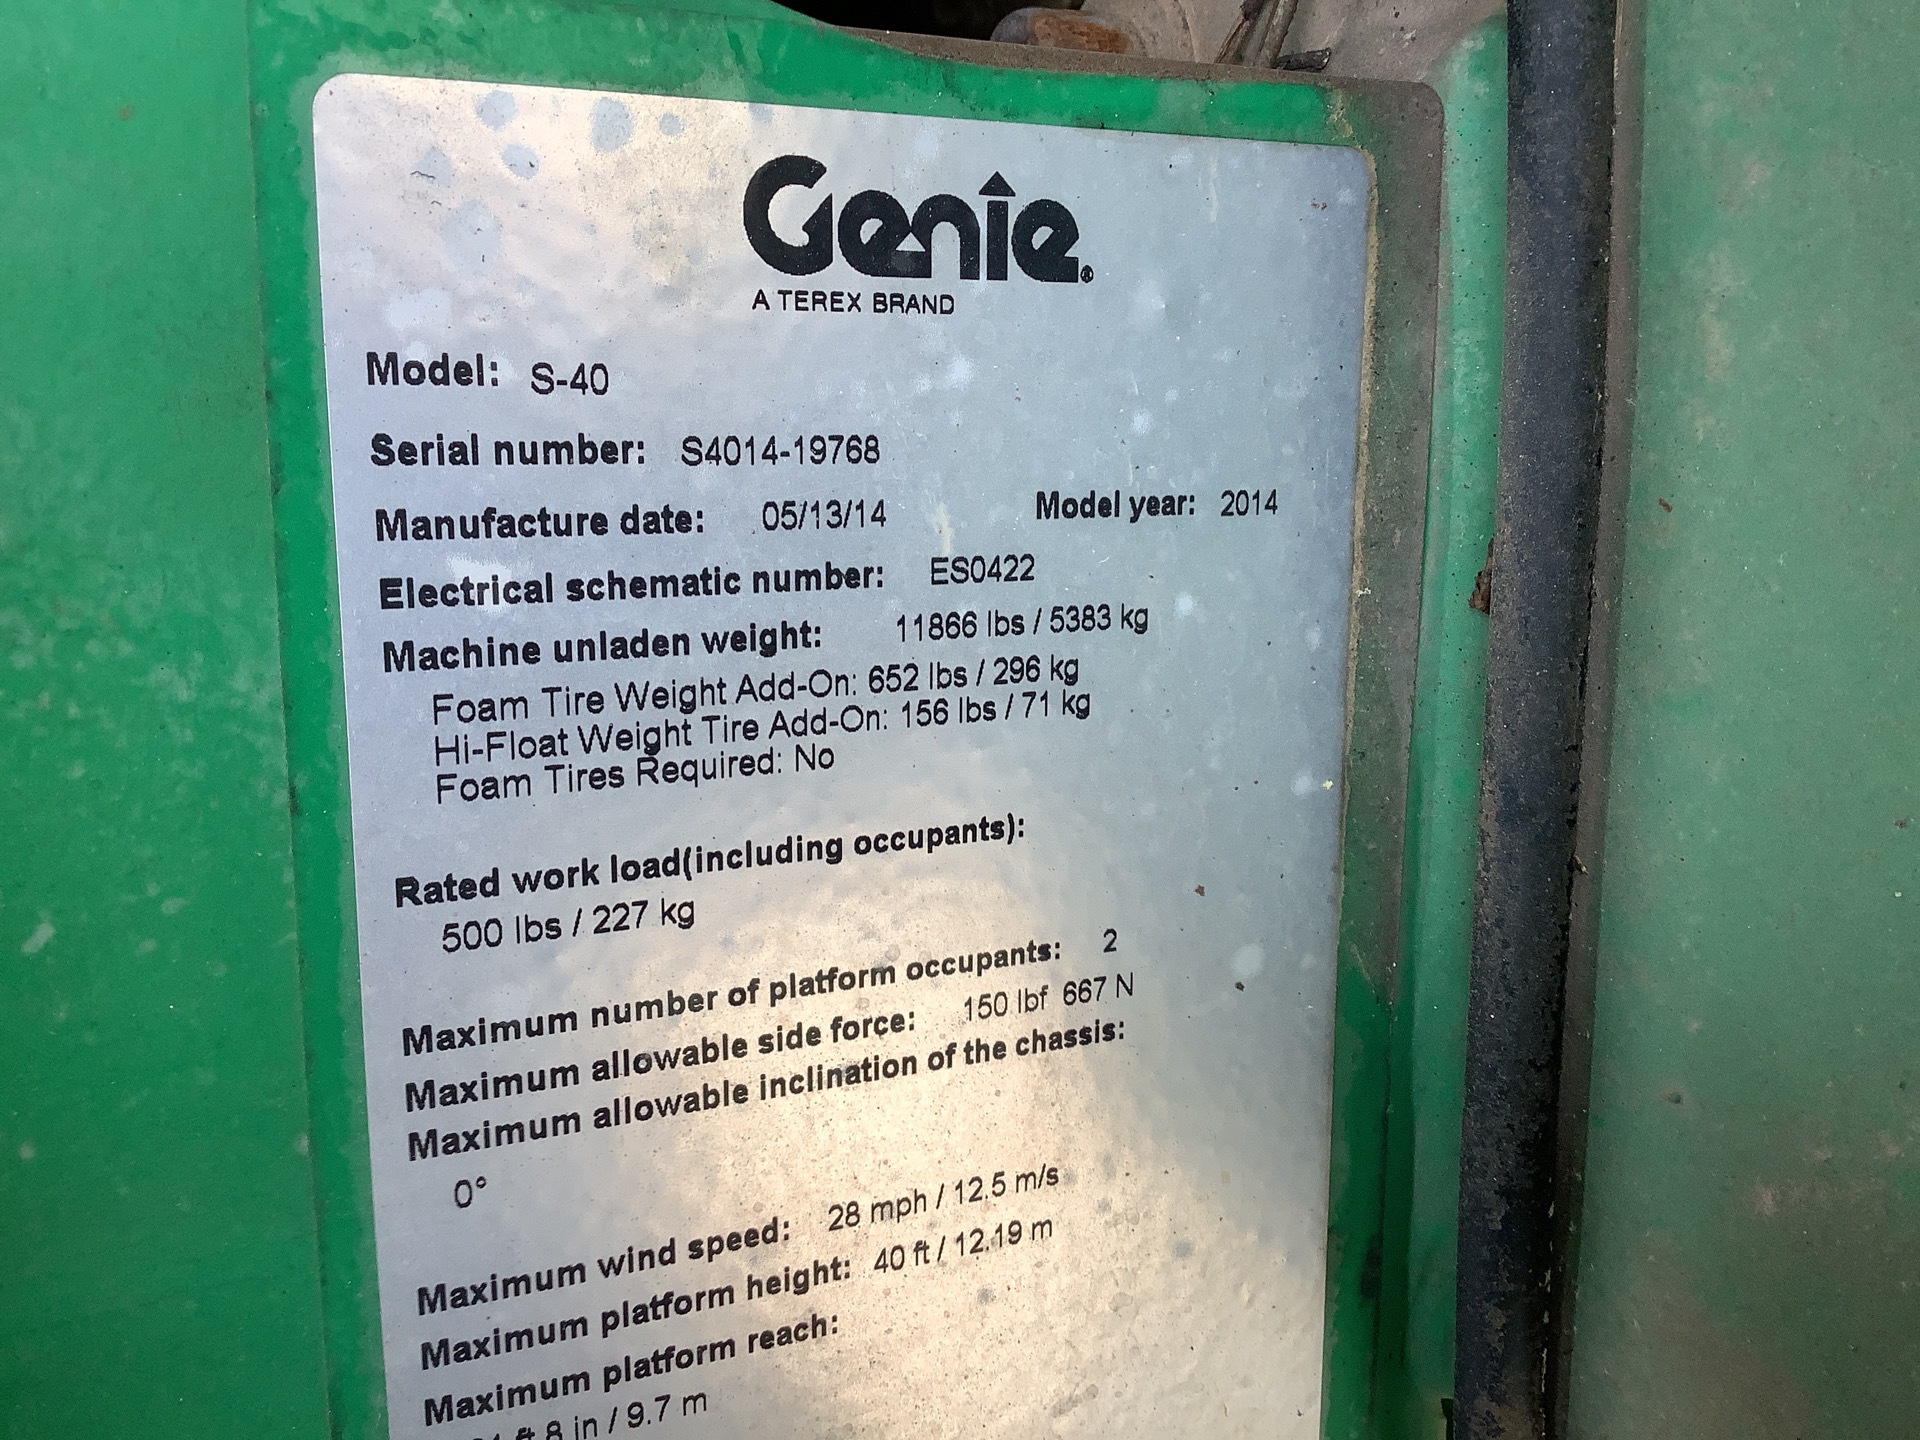 Genie®
A TEREX BRAND
Model: S-40
Serial number: S4014-19768
Manufacture date: 05/13/14 Model year: 2014
Electrical schematic number: ES0422
Machine unladen weight: 11866 lbs / 5383 kg
Foam Tire Weight Add-On: 652 lbs / 296 kg
Hi-Float Weight Tire Add-On: 156 lbs / 71 kg
Foam Tires Required: No
Rated work load(including occupants):
500 lbs / 227 kg
Maximum number of platform occupants: 2
Maximum allowable side force: 150 lbf 667 N
Maximum allowable inclination of the chassis:
0°
Maximum wind speed: 28 mph / 12.5 m/s
Maximum platform height: 40 ft / 12.19 m
Maximum platform reach:
ft 8 in / 9.7 m